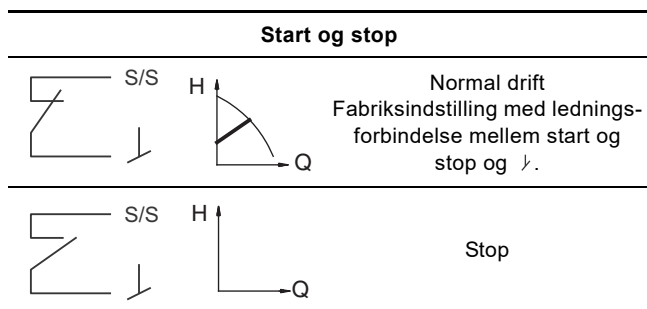 Start og stop
S/S
H
Q
Normal drift
Fabriksindstilling med lednings-
forbindelse mellem start og
stop og .
S/S
H
Q
Stop